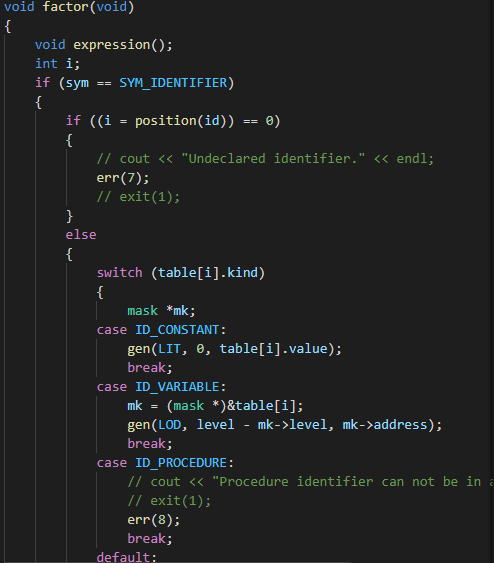 void factor(void)
{
    void expression();
    int i;
    if (sym == SYM_IDENTIFIER)
    {
        if ((i = position(id)) == 0)
        {
            // cout << "Undeclared identifier." << endl;
            err(7);
            // exit(1);
        }
        else
        {
            switch (table[i].kind)
            {
                mask *mk;
            case ID_CONSTANT:
                gen(LIT, 0, table[i].value);
                break;
            case ID_VARIABLE:
                mk = (mask *)&table[i];
                gen(LOD, level - mk->level, mk->address);
                break;
            case ID_PROCEDURE:
                // cout << "Procedure identifier can not be in a
                // exit(1);
                err(8);
                break;
            default: